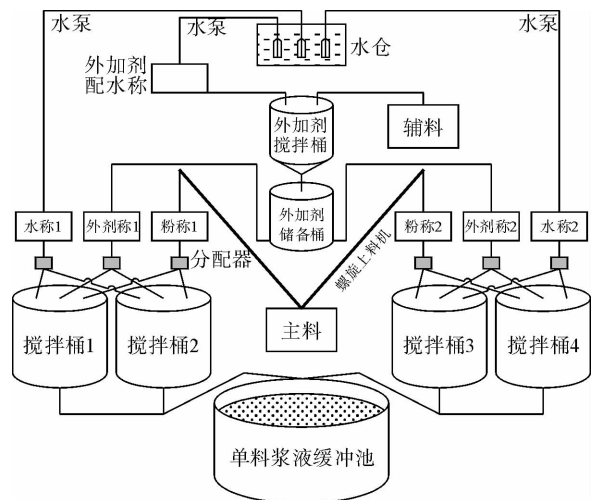 水泵
水泵
水泵
水仓
外加剂
配水称
外加剂
搅拌桶
辅料
外加剂
储备桶
水称1
外剂称1
粉称1
粉称2
外剂称2
水称2
分配器
螺旋上料机
搅拌桶1
搅拌桶2
主料
搅拌桶3
搅拌桶4
单料浆液缓冲池